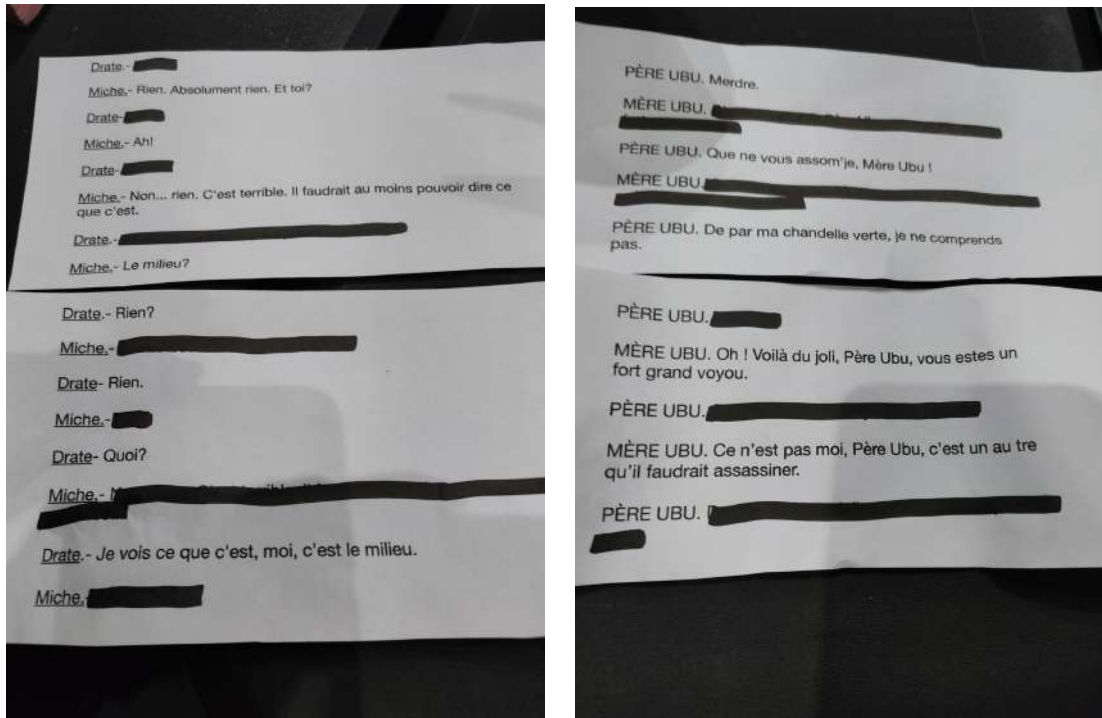 Drate.-
Miche.- Rien. Absolument rien. Et toi?
Drate-
Miche.- Ah!
Drate-
Miche.- Non... rien. C'est terrible. Il faudrait au moins pouvoir dire ce
que c'est.
Drate.-
Miche.- Le milieu?
Drate.- Rien?
Miche.-
Drate- Rien.
Miche.-
Drate- Quoi?
Miche.-
Drate.- Je vois ce que c'est, moi, c'est le milieu.
Miche.-
PÈRE UBU. Merdre.
MÈRE UBU.
PÈRE UBU. Que ne vous assom'je, Mère Ubu !
MÈRE UBU.
PÈRE UBU. De par ma chandelle verte, je ne comprends
pas.
PÈRE UBU.
MÈRE UBU. Oh ! Voilà du joli, Père Ubu, vous estes un
fort grand voyou.
PÈRE UBU.
MÈRE UBU. Ce n'est pas moi, Père Ubu, c'est un au tre
qu'il faudrait assassiner.
PÈRE UBU.